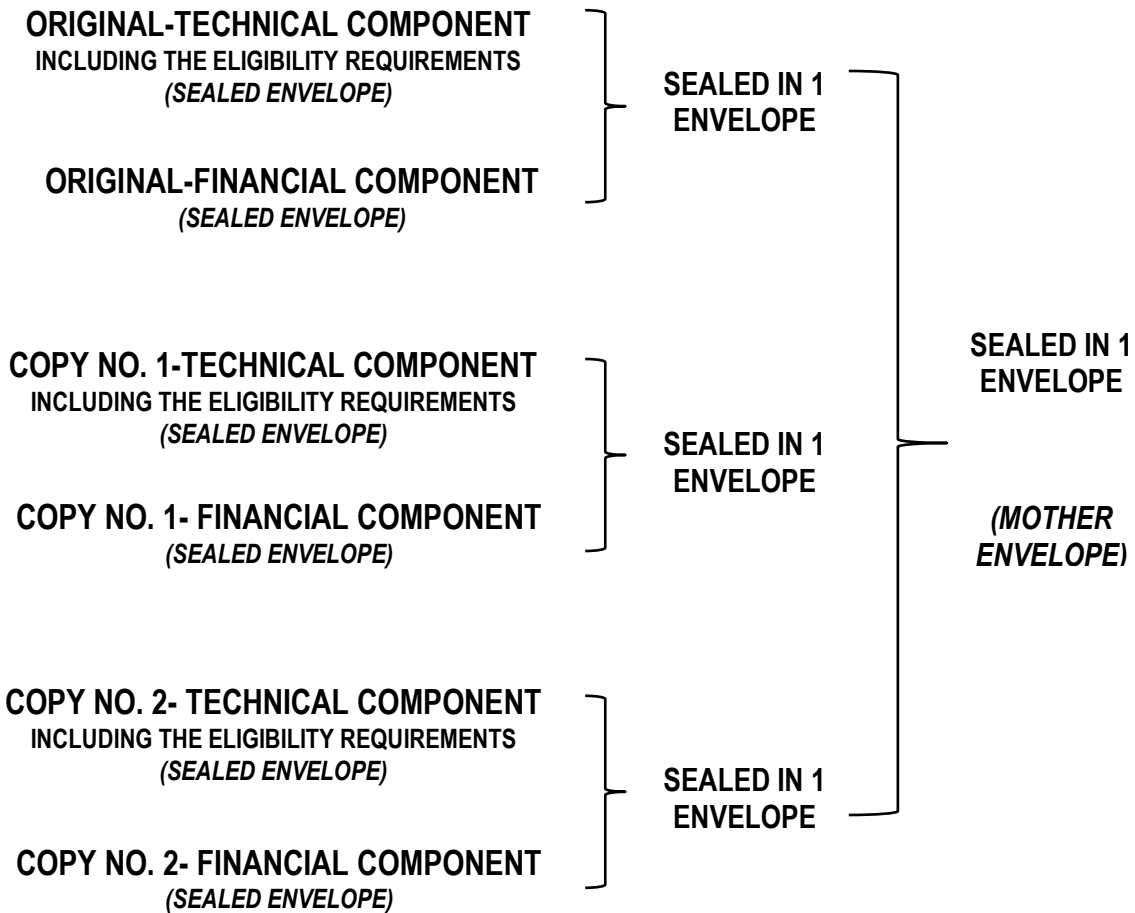 ORIGINAL-TECHNICAL COMPONENT
INCLUDING THE ELIGIBILITY REQUIREMENTS
(SEALED ENVELOPE)
ORIGINAL-FINANCIAL COMPONENT
(SEALED ENVELOPE)
SEALED IN 1
ENVELOPE
COPY NO. 1-TECHNICAL COMPONENT
INCLUDING THE ELIGIBILITY REQUIREMENTS
(SEALED ENVELOPE)
COPY NO. 1- FINANCIAL COMPONENT
(SEALED ENVELOPE)
SEALED IN 1
ENVELOPE
COPY NO. 2- TECHNICAL COMPONENT
INCLUDING THE ELIGIBILITY REQUIREMENTS
(SEALED ENVELOPE)
COPY NO. 2- FINANCIAL COMPONENT
(SEALED ENVELOPE)
SEALED IN 1
ENVELOPE
SEALED IN 1
ENVELOPE
(MOTHER
ENVELOPE)